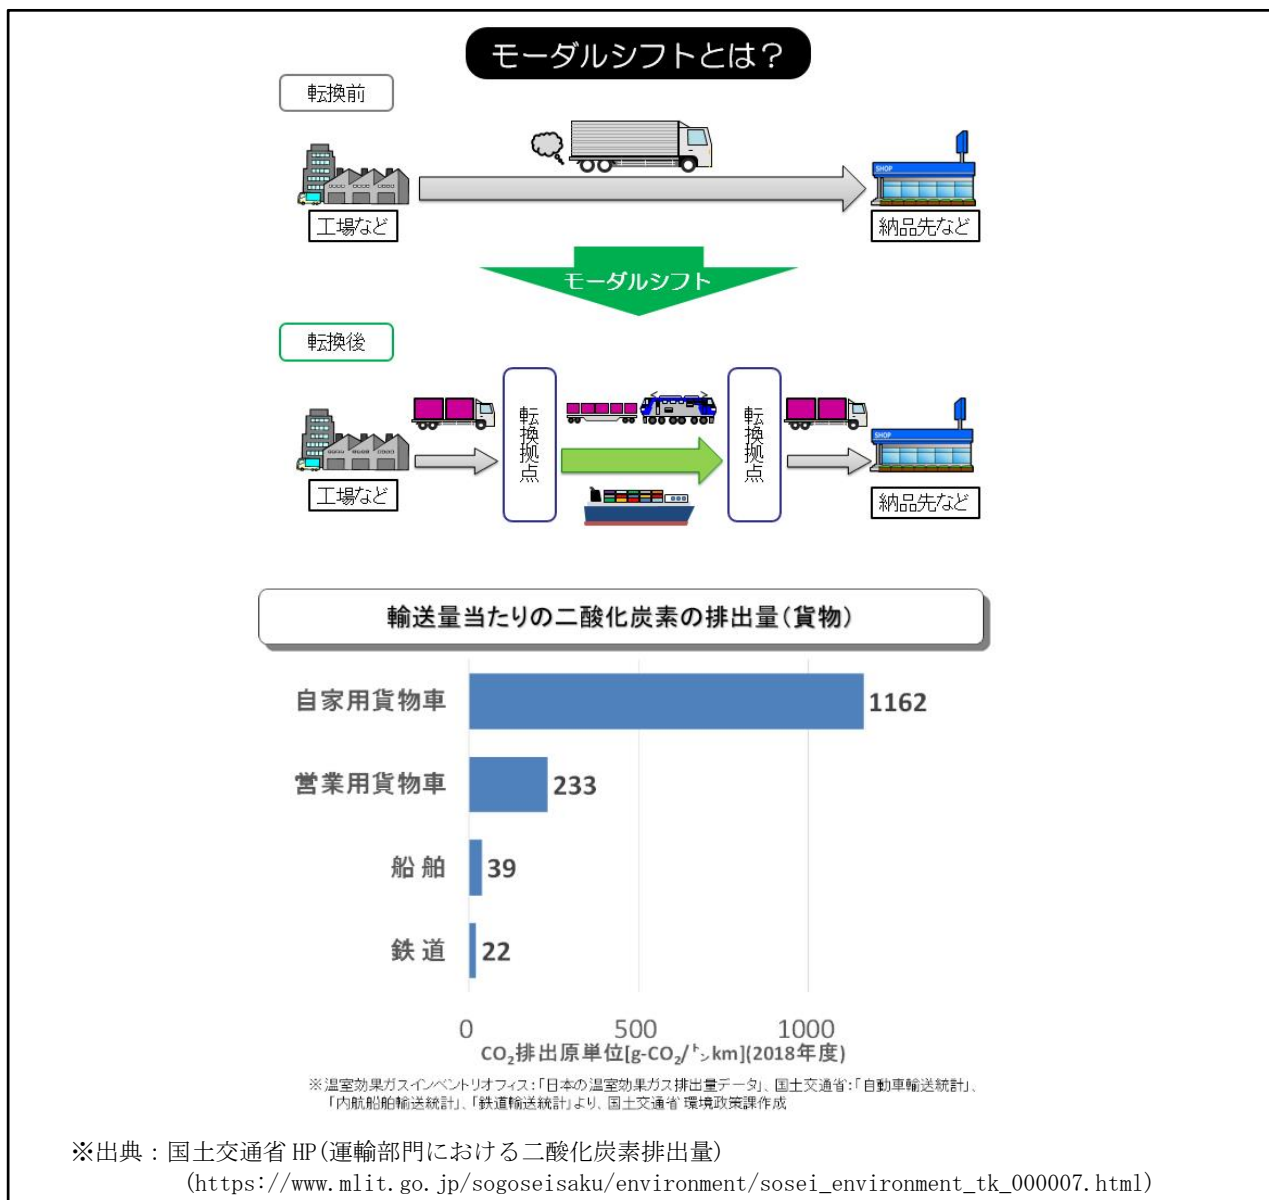 モーダルシフトとは？
転換前
SHOP
工場など
納品先など
モーダルシフト
転換後
転換拠点
転換拠点
SHOP
工場など
納品先など
輸送量当たりの二酸化炭素の排出量(貨物)
自家用貨物車
1162
営業用貨物車
233
船舶
39
鉄道
22
0 500 1000
CO₂排出原単位[g-CO₂/㌧km](2018年度)
※温室効果ガスインベントリオフィス:「日本の温室効果ガス排出量データ」、国土交通省:「自動車輸送統計」、
「内航船舶輸送統計」、「鉄道輸送統計」より、国土交通省 環境政策課作成
※出典：国土交通省 HP(運輸部門における二酸化炭素排出量)
(https://www.mlit.go.jp/sogoseisaku/environment/sosei_environment_tk_000007.html)